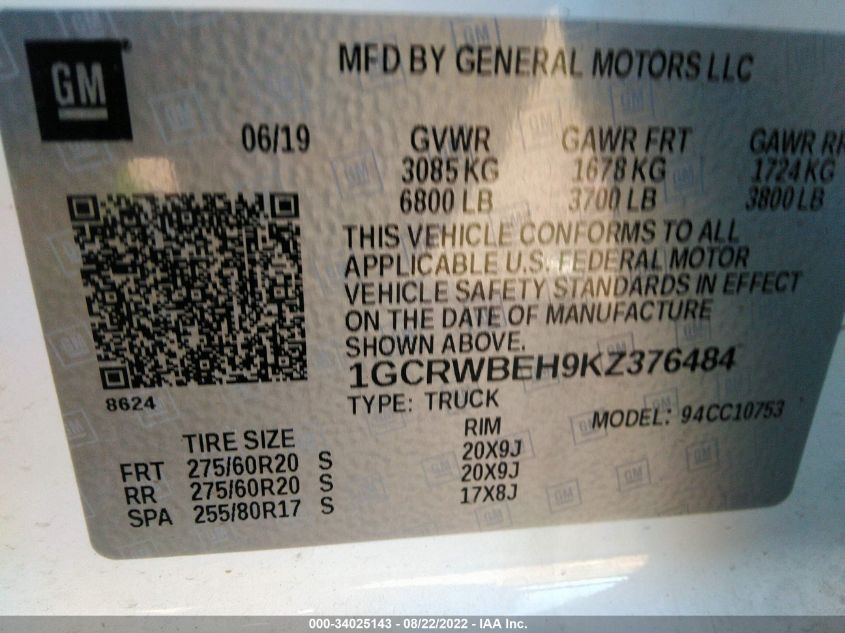 GM
MFD BY GENERAL MOTORS LLC
06/19 GVWR GAWR FRT GAWR RR
3085 KG 1678 KG 1724 KG
6800 LB 3700 LB 3800 LB
THIS VEHICLE CONFORMS TO ALL
APPLICABLE U.S. FEDERAL MOTOR
VEHICLE SAFETY STANDARDS IN EFFECT
ON THE DATE OF MANUFACTURE
SHOWN ABOVE.
1GCRWBEH9KZ376484
8624
TYPE: TRUCK MODEL: 94CC10753
TIRE SIZE RIM
FRT 275/60R20 S 20X9J
RR 275/60R20 S 20X9J
SPA 255/80R17 S 17X8J
000-34025143 - 08/22/2022 - IAA Inc.